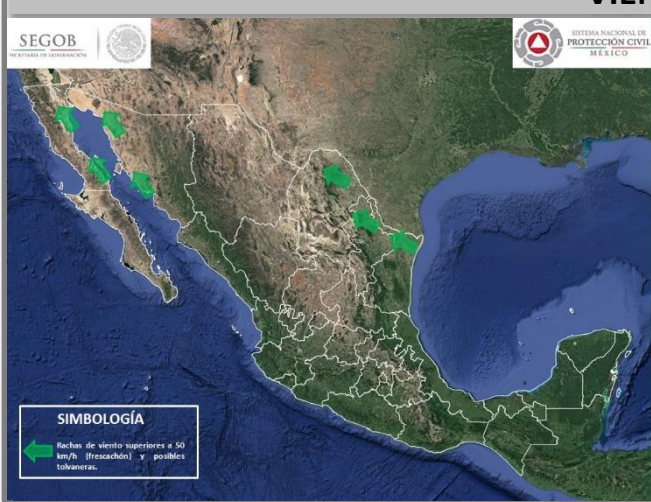 SEGOB
SECRETARÍA DE GOBERNACIÓN
SISTEMA NACIONAL DE
PROTECCIÓN CIVIL
MÉXICO
SIMBOLOGÍA
Rachas de viento superiores a 50
km/h (frescachón) y posibles
tolvaneras.